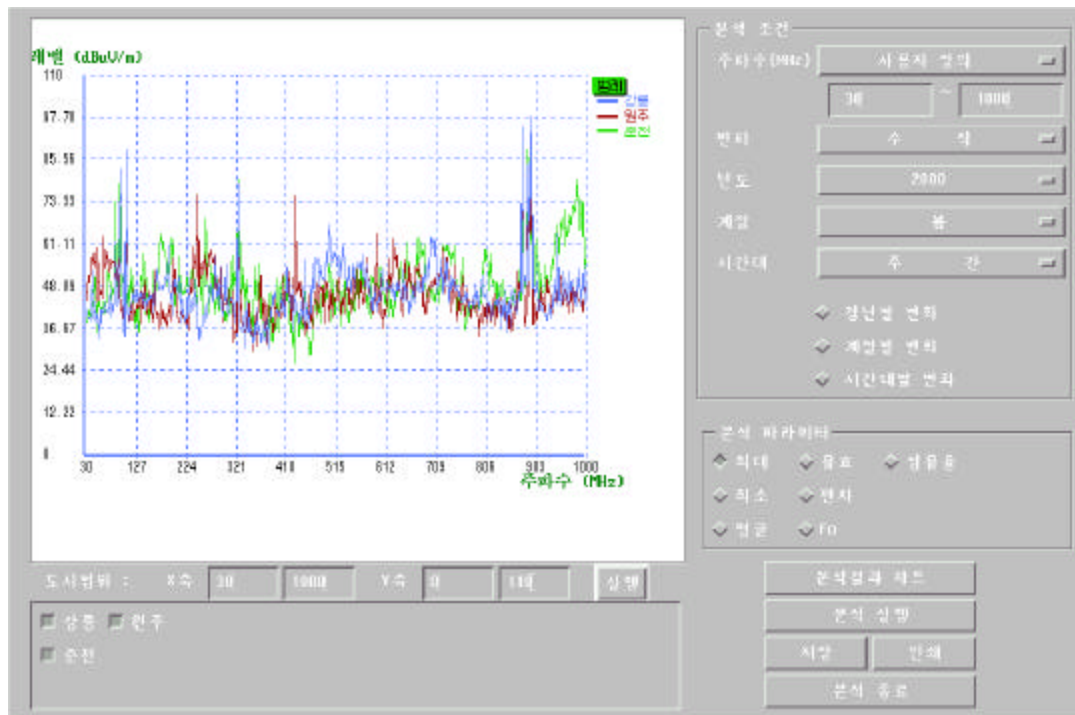 레벨 (dBuV/m)
110
97.78
85.56
73.33
61.11
48.89
36.67
24.44
12.22
0
30 127 224 321 418 515 612 709 806 903 1000
주파수 (MHz)
범례
강릉
원주
춘천
도시범위 : X축 30 1000 Y축 0 110 실행
강릉 원주
춘천
분석 조건
주파수(MHz) 사용자 정의
30 ~ 1000
안테나
년도 2000
계절 봄
시간대 주 간
경년별 변화
계절별 변화
시간대별 변화
분석 파라미터
최대 유효 점유율
최소 편차
평균 Fa
분석결과 차트
분석 실행
저장 인쇄
분석 종료